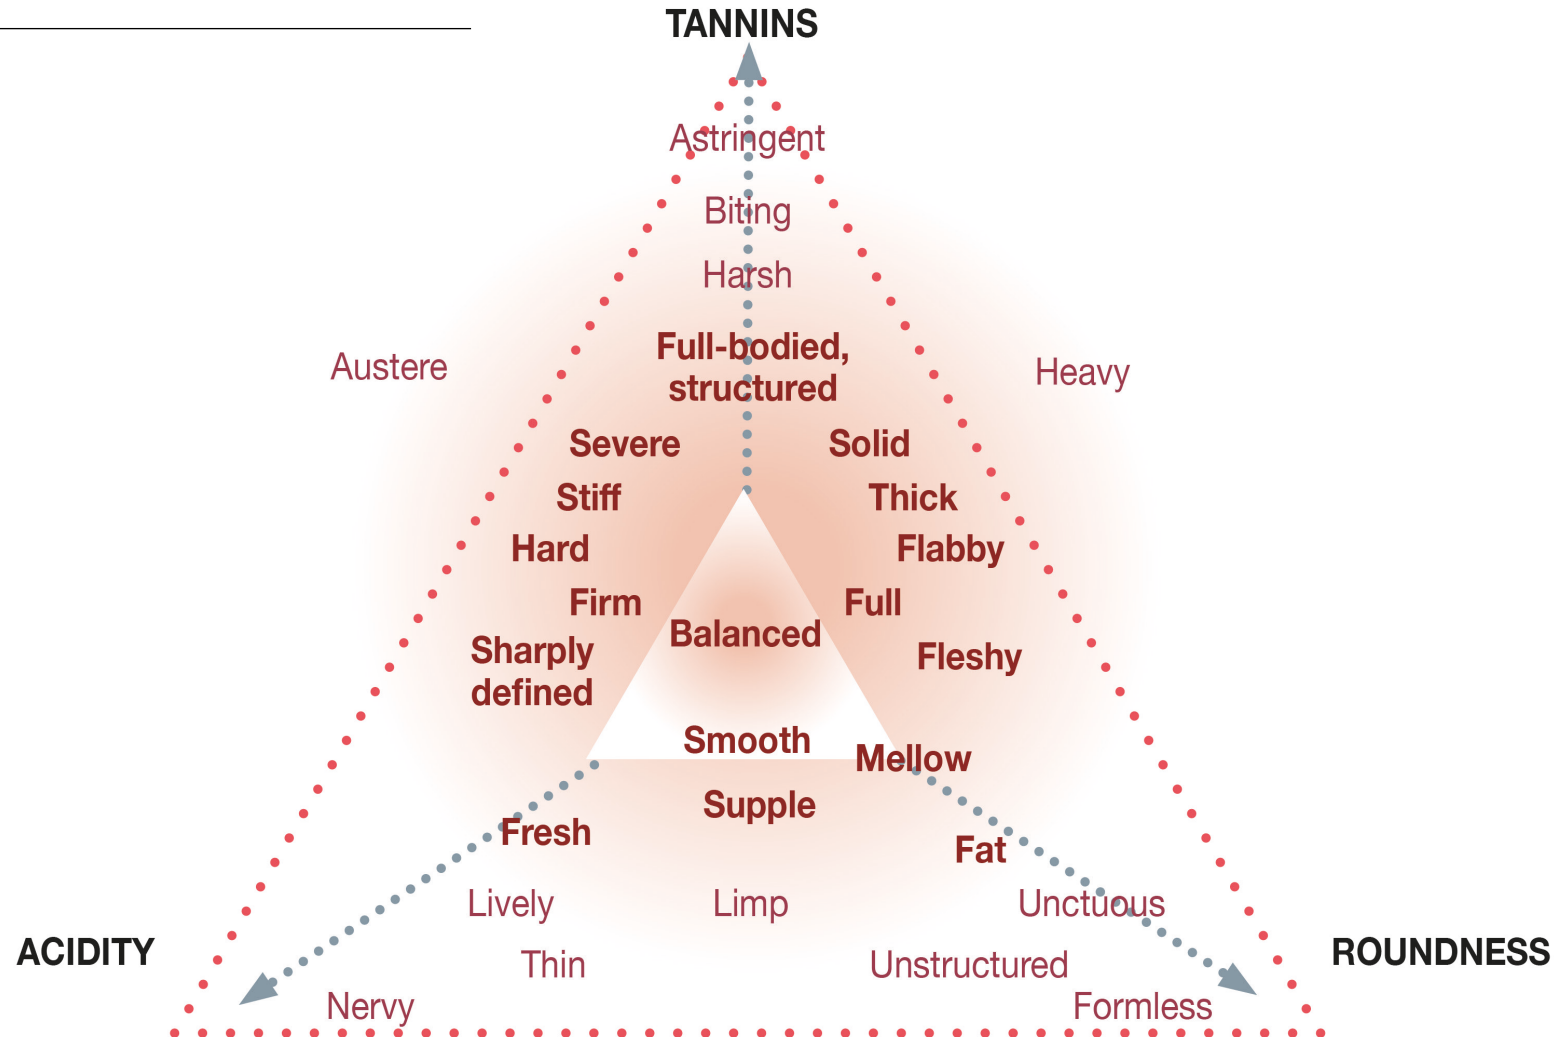 TANNINS
Astringent
Biting
Harsh
Full-bodied,
structured
Austere
Heavy
Severe
Solid
Stiff
Thick
Hard
Flabby
Firm
Full
Balanced
Sharply
defined
Fleshy
Smooth
Mellow
Supple
Fresh
Fat
Lively
Limp
Unctuous
ACIDITY
ROUNDNESS
Thin
Unstructured
Nervy
Formless